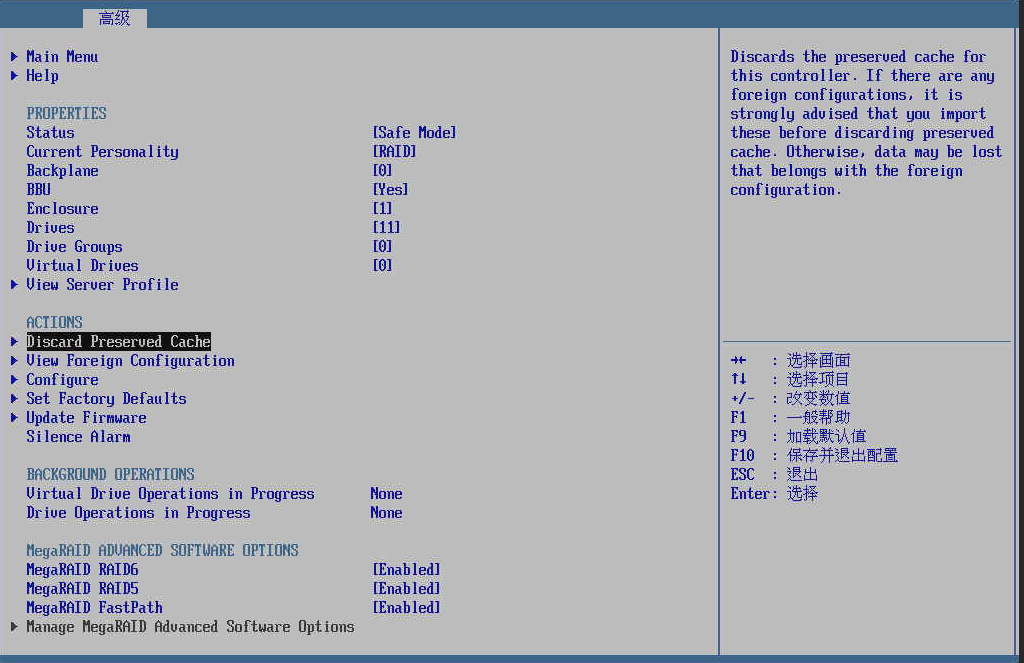 高级
Main Menu
Help
PROPERTIES
Status [Safe Mode]
Current Personality [RAID]
Backplane [0]
BBU [Yes]
Enclosure [1]
Drives [11]
Drive Groups [0]
Virtual Drives [0]
View Server Profile
ACTIONS
Discard Preserved Cache
View Foreign Configuration
Configure
Set Factory Defaults
Update Firmware
Silence Alarm
BACKGROUND OPERATIONS
Virtual Drive Operations in Progress None
Drive Operations in Progress None
MegaRAID ADVANCED SOFTWARE OPTIONS
MegaRAID RAID6 [Enabled]
MegaRAID RAID5 [Enabled]
MegaRAID FastPath [Enabled]
Manage MegaRAID Advanced Software Options
Discards the preserved cache for
this controller. If there are any
foreign configurations, it is
strongly advised that you import
these before discarding preserved
cache. Otherwise, data may be lost
that belongs with the foreign
configuration.
→← : 选择画面
↑↓ : 选择项目
+/- : 改变数值
F1 : 一般帮助
F9 : 加载默认值
F10 : 保存并退出配置
ESC : 退出
Enter: 选择